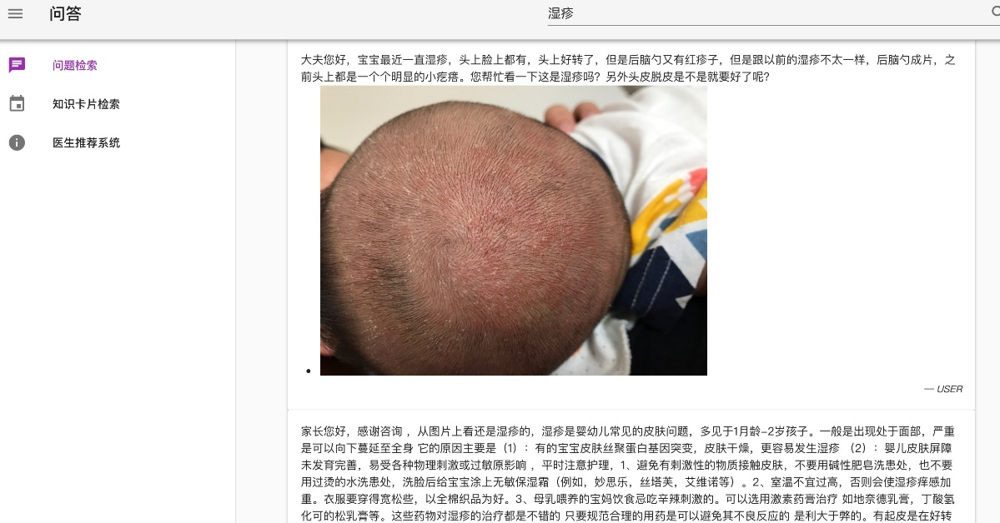 问答
湿疹
问题检索
知识卡片检索
医生推荐系统
大夫您好，宝宝最近一直湿疹，头上脸上都有，头上好转了，但是后脑勺又有红疹子，但是跟以前的湿疹不太一样，后脑勺成片，之
前头上都是一个个明显的小疙瘩。您帮忙看一下这是湿疹吗？另外头皮脱皮是不是就要好了呢？
— USER
家长您好，感谢咨询 ，从图片上看还是湿疹的，湿疹是婴幼儿常见的皮肤问题，多见于1月龄–2岁孩子。一般是出现处于面部，严重
是可以向下蔓延至全身 它的原因主要是（1）：有的宝宝皮肤丝聚蛋白基因突变，皮肤干燥，更容易发生湿疹 （2）：婴儿皮肤屏障
未发育完善，易受各种物理刺激或过敏原影响 ，平时注意护理，1、避免有刺激性的物质接触皮肤，不要用碱性肥皂洗患处，也不要
用过烫的水洗患处，洗脸后给宝宝涂上无敏保湿霜（例如，妙思乐，丝塔芙，艾维诺等）。2、室温不宜过高，否则会使湿疹痒感加
重。衣服要穿得宽松些，以全棉织品为好。3、母乳喂养的宝妈饮食忌吃辛辣刺激的。可以选用激素药膏治疗 如地奈德乳膏，丁酸氢
化可的松乳膏等。这些药物对湿疹的治疗都是不错的 只要规范合理的用药是可以避免其不良反应的 是利大于弊的。有起皮是在好转